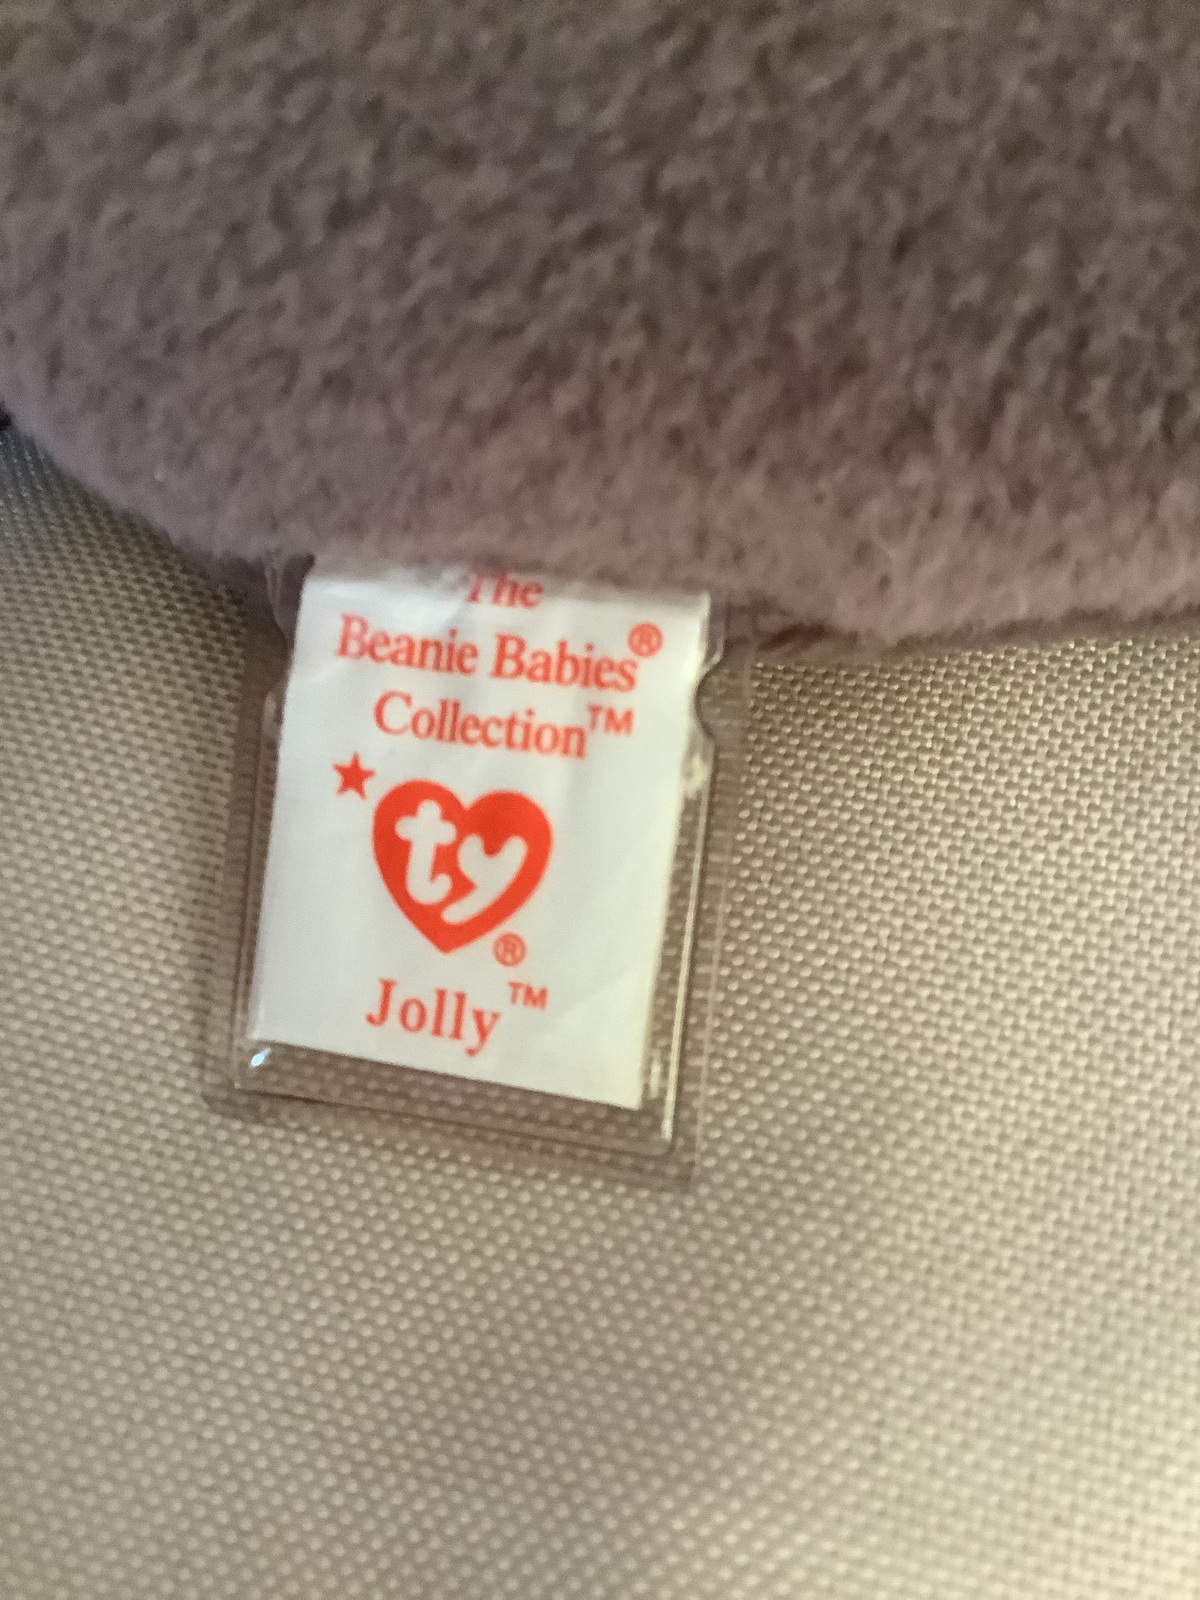 The
Beanie Babies®
Collection™
ty®
Jolly™